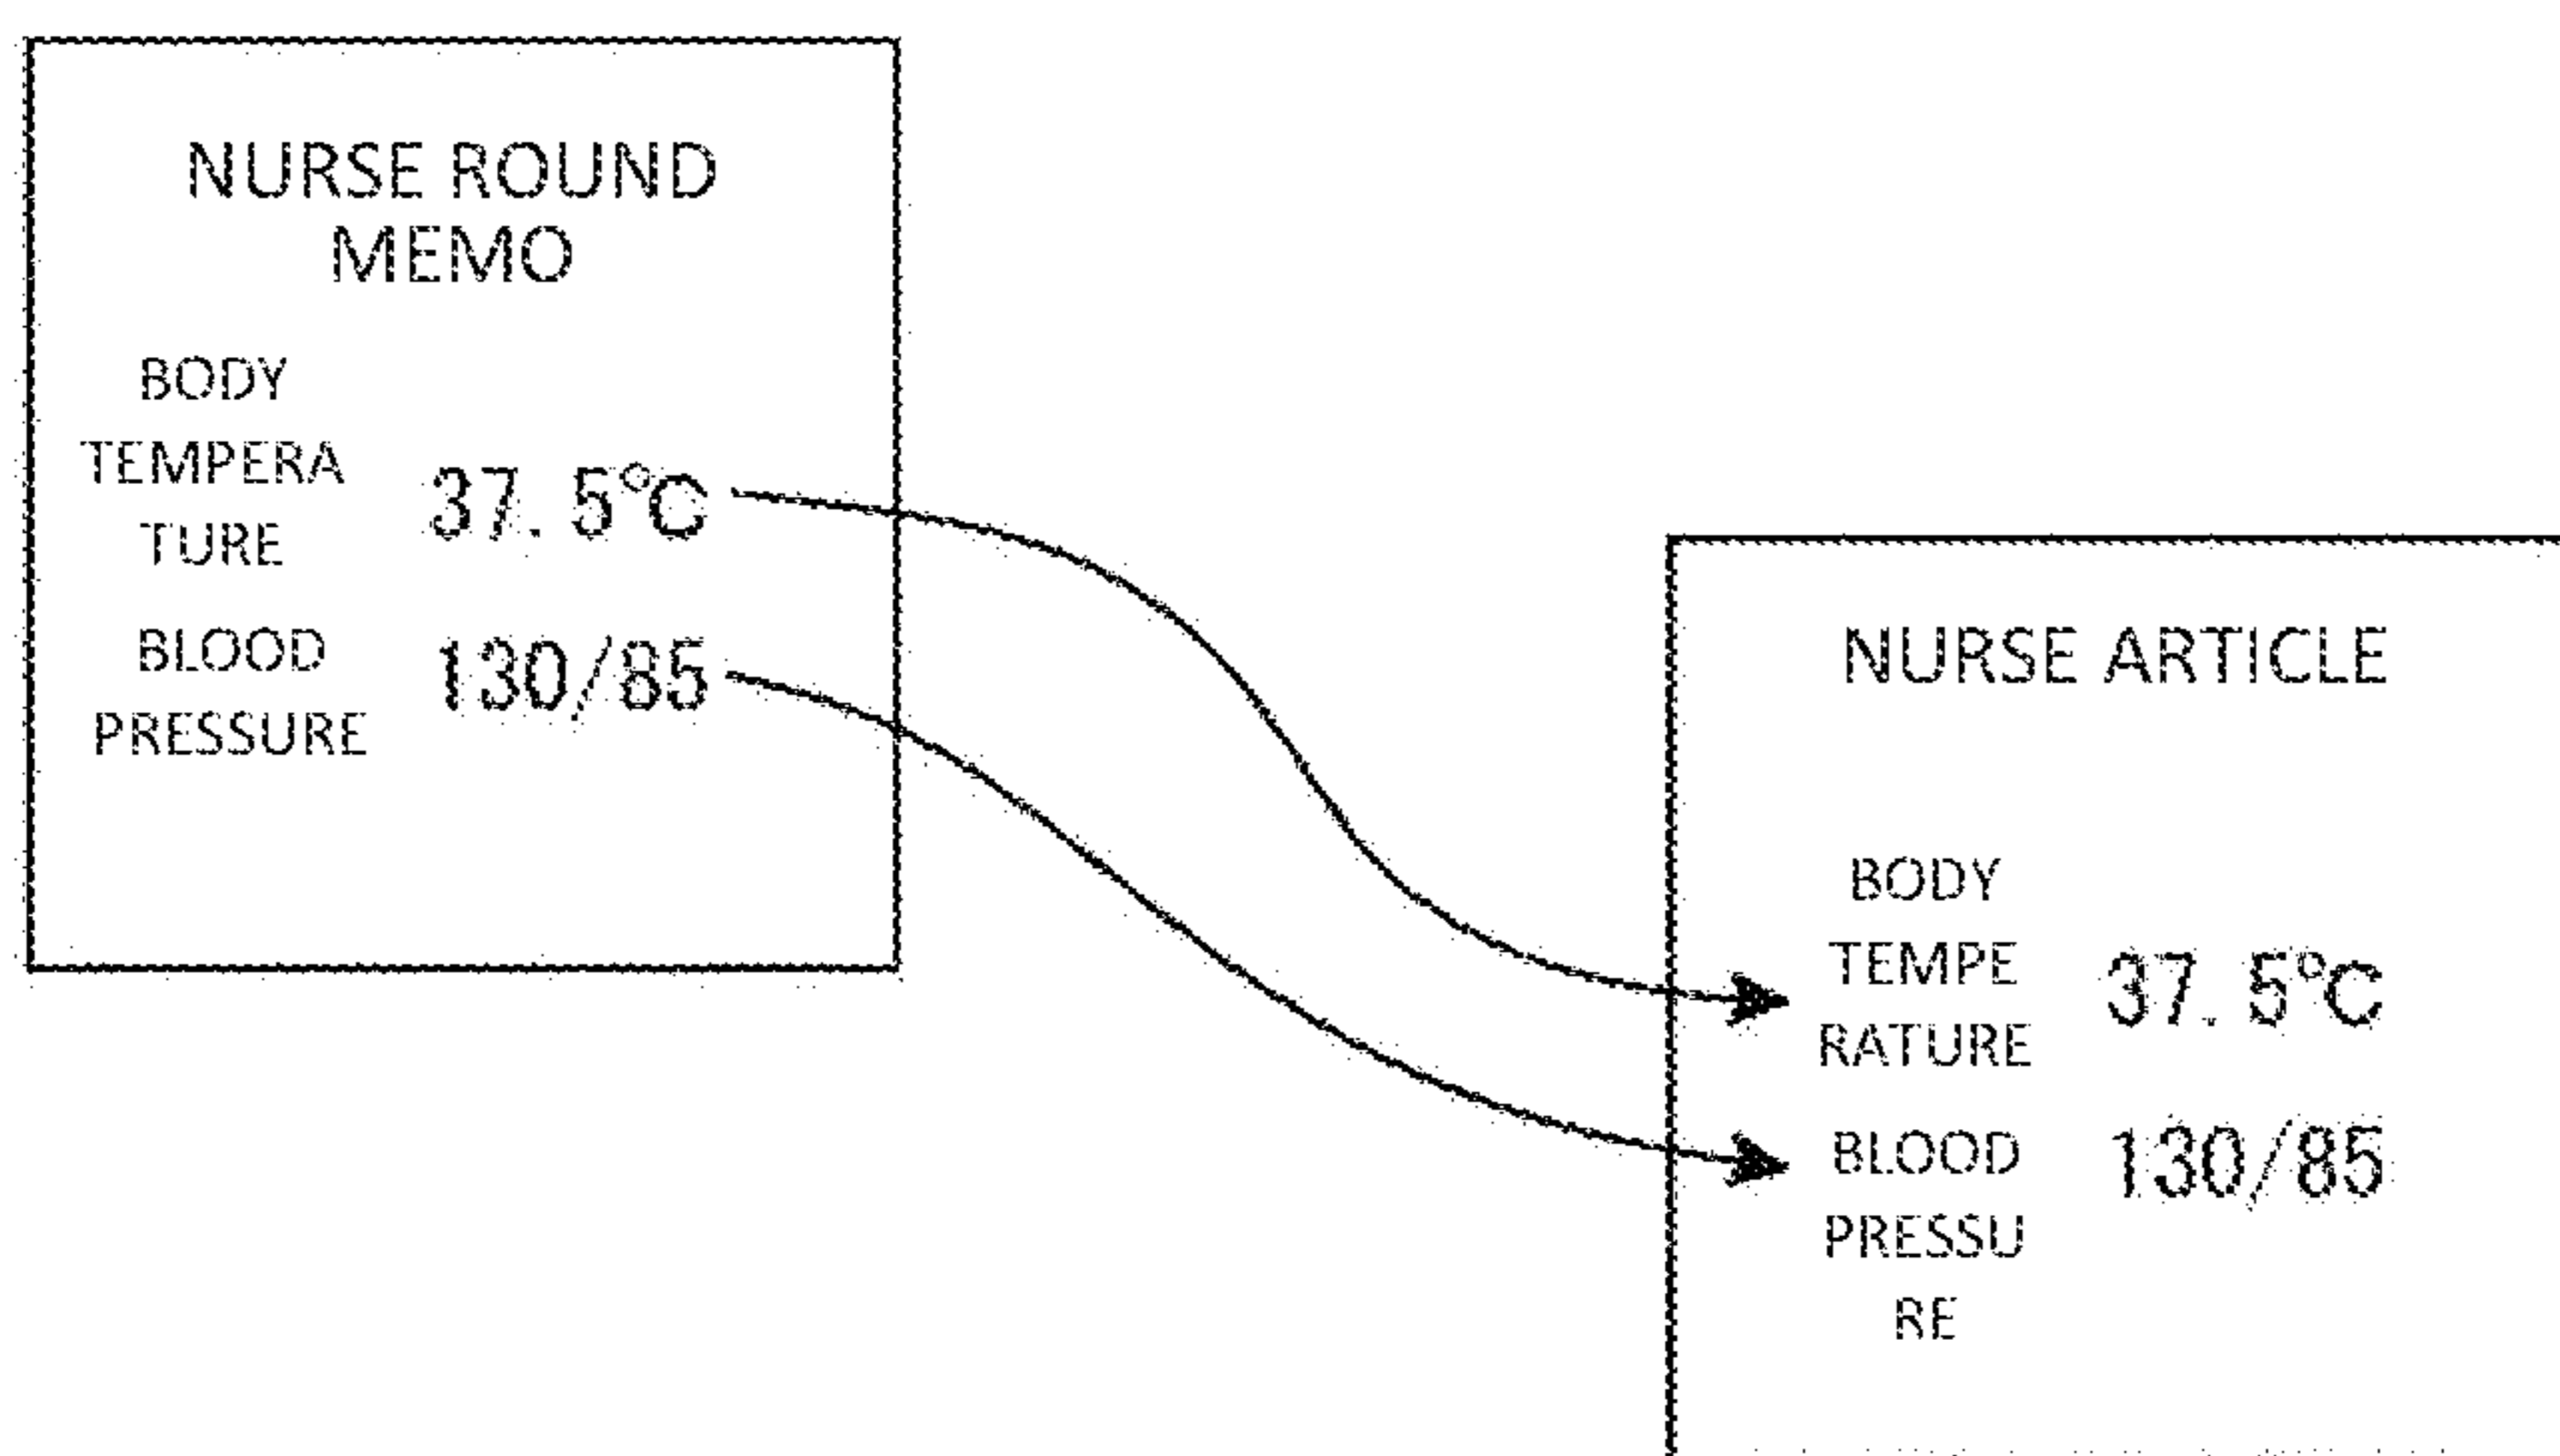 NURSE ROUND
MEMO
BODY
TEMPERA
TURE
37. 5°C
BLOOD
PRESSURE
130/85
NURSE ARTICLE
BODY
TEMPE
RATURE
37. 5°C
BLOOD
PRESSU
RE
130/85